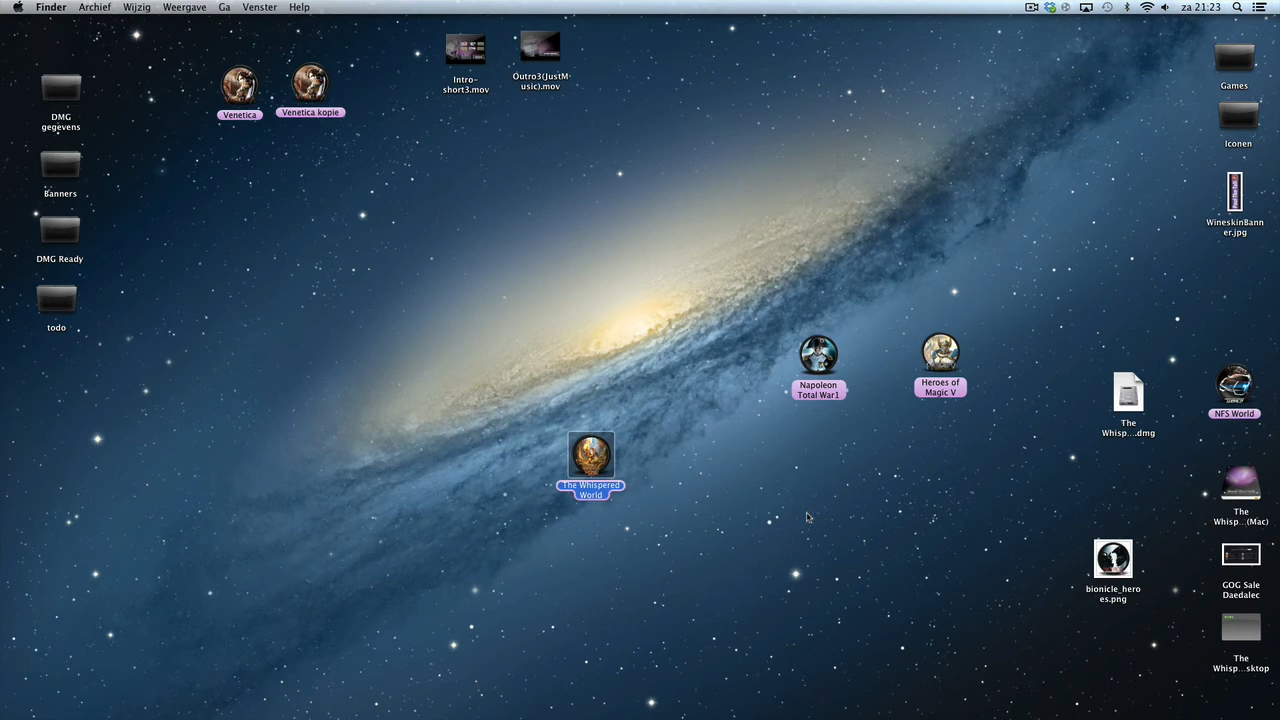 Finder Archief Wijzig Weergave Ga Venster Help
za 21:23
DMG
gegevens
Banners
DMG Ready
todo
Venetica
Venetica kopie
Intro-
short3.mov
Outro3(JustM
usic).mov
Games
Iconen
WineskinBann
er.jpg
Napoleon
Total War1
Heroes of
Magic V
The
Whisp....dmg
NFS World
The Whispered
World
The
Whisp...(Mac)
bionicle_hero
es.png
GOG Sale
Daedalec
The
Whisp...sktop